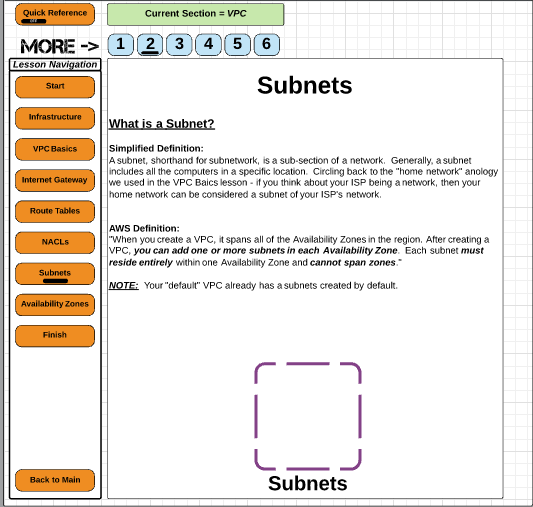 Quick Reference
Current Section = VPC
MORE -> 1 2 3 4 5 6
Lesson Navigation
Start
Infrastructure
VPC Basics
Internet Gateway
Route Tables
NACLs
Subnets
Availability Zones
Finish
Back to Main
Subnets
What is a Subnet?
Simplified Definition:
A subnet, shorthand for subnetwork, is a sub-section of a network. Generally, a subnet
includes all the computers in a specific location. Circling back to the "home network" anology
we used in the VPC Baics lesson - if you think about your ISP being a network, then your
home network can be considered a subnet of your ISP's network.
AWS Definition:
"When you create a VPC, it spans all of the Availability Zones in the region. After creating a
VPC, you can add one or more subnets in each Availability Zone. Each subnet must
reside entirely within one Availability Zone and cannot span zones."
NOTE: Your "default" VPC already has a subnets created by default.
Subnets